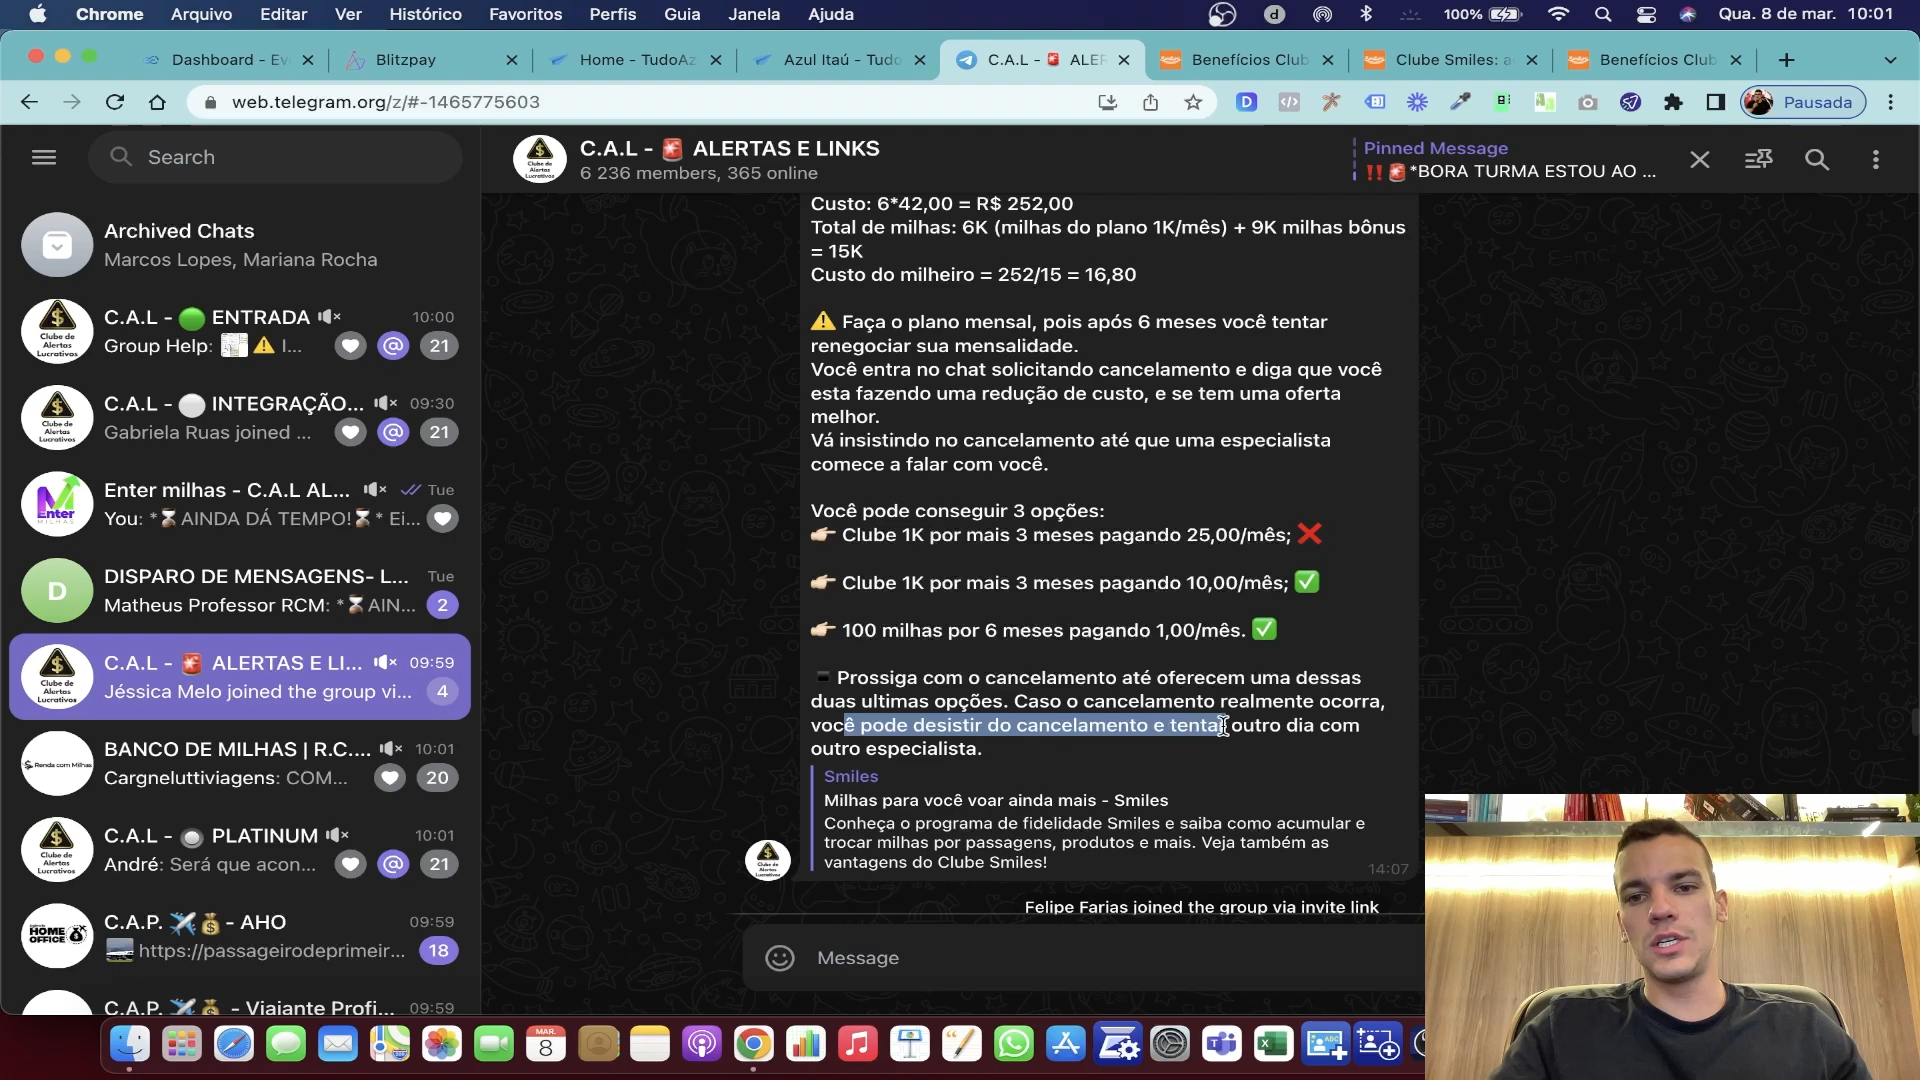 Chrome Arquivo Editar Ver Histórico Favoritos Perfis Guia Janela Ajuda
100% Qua. 8 de mar. 10:01
Dashboard - Ev
Blitzpay
Home - TudoAz
Azul Itaú - Tudo
C.A.L - 🚨 ALER
Benefícios Club
Clube Smiles: a
Benefícios Club
web.telegram.org/z/#-1465775603
Pausada
Search
C.A.L - 🚨 ALERTAS E LINKS
6 236 members, 365 online
Pinned Message
‼️🚨*BORA TURMA ESTOU AO ...
Archived Chats
Marcos Lopes, Mariana Rocha
C.A.L - 🟢 ENTRADA 10:00
Group Help: ⚠️ I... @ 21
C.A.L - ⚪ INTEGRAÇÃO... 09:30
Gabriela Ruas joined ... @ 21
Enter milhas - C.A.L AL... Tue
You: *⏳AINDA DÁ TEMPO!⏳* Ei...
D
DISPARO DE MENSAGENS- L... Tue
Matheus Professor RCM: *⏳AIN... 2
C.A.L - 🚨 ALERTAS E LI... 09:59
Jéssica Melo joined the group vi... 4
BANCO DE MILHAS | R.C.... 10:01
Cargneluttiviagens: COM... 20
C.A.L - PLATINUM 10:01
André: Será que acon... @ 21
C.A.P. ✈️💰 - AHO 09:59
https://passageirodeprimeir... 18
C.A.P. ✈️💰 - Viajante Profi... 09:59
Custo: 6*42,00 = R$ 252,00
Total de milhas: 6K (milhas do plano 1K/mês) + 9K milhas bônus
= 15K
Custo do milheiro = 252/15 = 16,80
⚠️ Faça o plano mensal, pois após 6 meses você tentar
renegociar sua mensalidade.
Você entra no chat solicitando cancelamento e diga que você
esta fazendo uma redução de custo, e se tem uma oferta
melhor.
Vá insistindo no cancelamento até que uma especialista
comece a falar com você.
Você pode conseguir 3 opções:
👉🏻 Clube 1K por mais 3 meses pagando 25,00/mês; ❌
👉🏻 Clube 1K por mais 3 meses pagando 10,00/mês; ✅
👉🏻 100 milhas por 6 meses pagando 1,00/mês. ✅
▪️ Prossiga com o cancelamento até oferecem uma dessas
duas ultimas opções. Caso o cancelamento realmente ocorra,
você pode desistir do cancelamento e tentar outro dia com
outro especialista.
Smiles
Milhas para você voar ainda mais - Smiles
Conheça o programa de fidelidade Smiles e saiba como acumular e
trocar milhas por passagens, produtos e mais. Veja também as
vantagens do Clube Smiles!
14:07
Felipe Farias joined the group via invite link
Message
MAR.
8